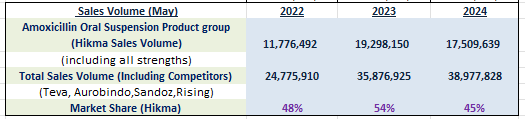 Sales Volume (May) 2022 2023 2024
Amoxicillin Oral Suspension Product group
(Hikma Sales Volume) 11,776,492 19,298,150 17,509,639
(including all strengths)
Total Sales Volume (Including Competitors) 24,775,910 35,876,925 38,977,828
(Teva, Aurobindo,Sandoz,Rising)
Market Share (Hikma) 48% 54% 45%